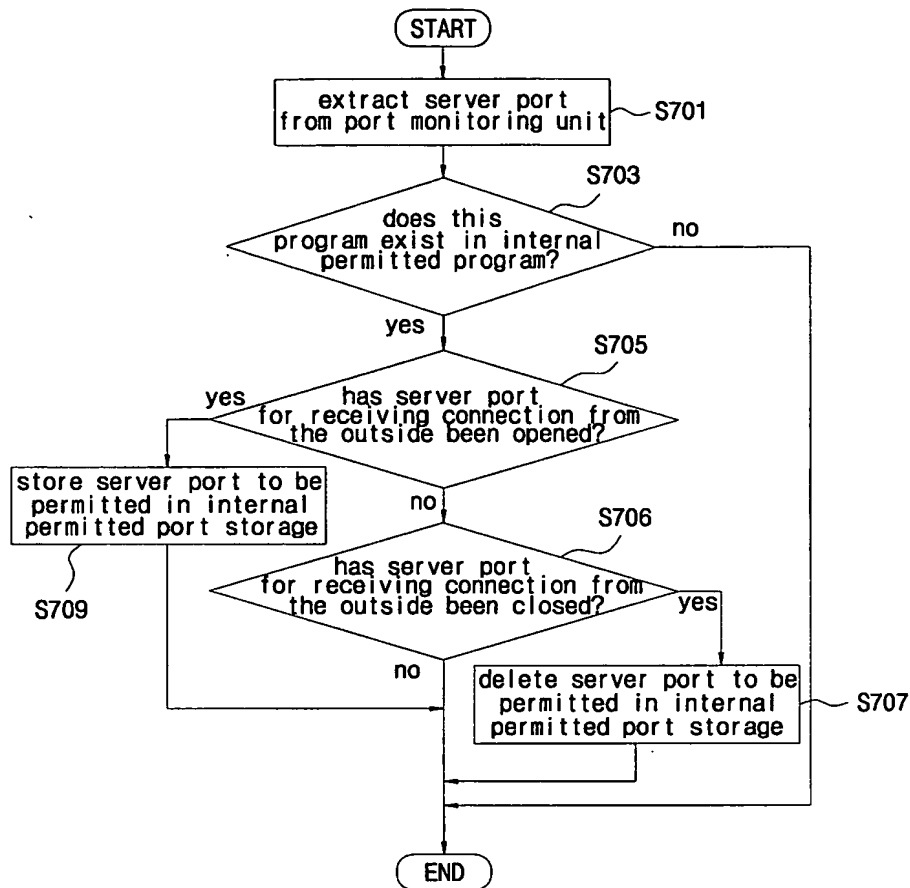 START
extract server port
from port monitoring unit
S701
S703
does this
program exist in internal
permitted program?
no
yes
S705
yes
has server port
for receiving connection from
the outside been opened?
store server port to be
permitted in internal
permitted port storage
no
S706
S709
has server port
for receiving connection from
the outside been closed?
yes
no
delete server port to be
permitted in internal
permitted port storage
S707
END